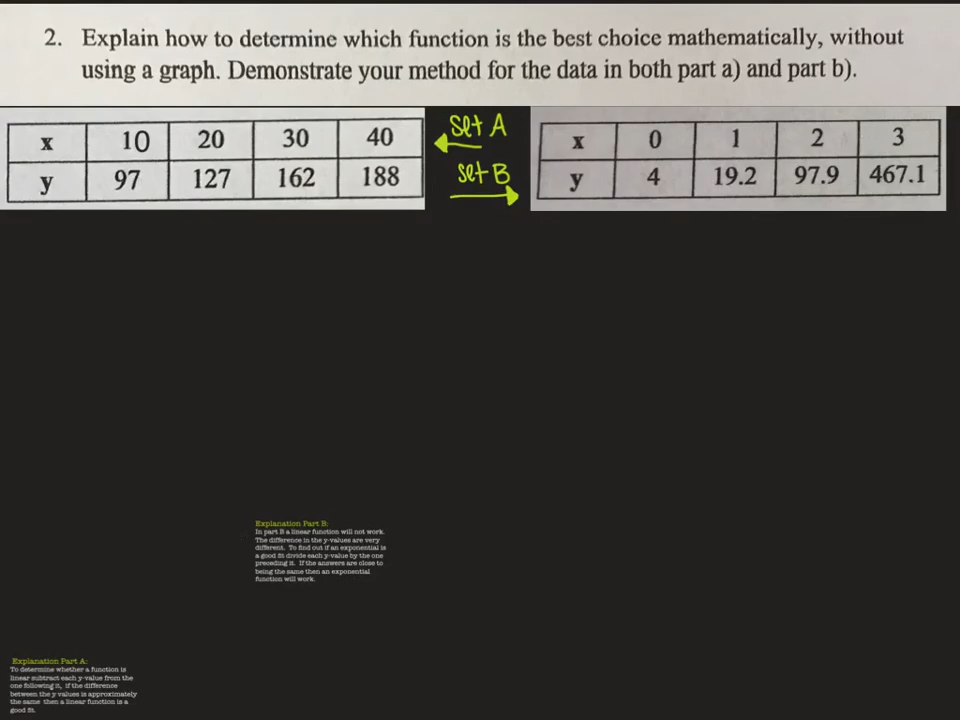 2. Explain how to determine which function is the best choice mathematically, without
using a graph. Demonstrate your method for the data in both part a) and part b).
x 10 20 30 40
y 97 127 162 188
set A
set B
x 0 1 2 3
y 4 19.2 97.9 467.1
Explanation Part B:
In part B a linear function will not work.
The difference in the y-values are very
different. To find out if an exponential is
a good fit divide each y-value by the one
preceding it. If the answers are close to
being the same then an exponential
function will work.
Explanation Part A:
To determine whether a function is
linear subtract each y-value from the
one following it, if the difference
between the y values is approximately
the same then a linear function is a
good fit.